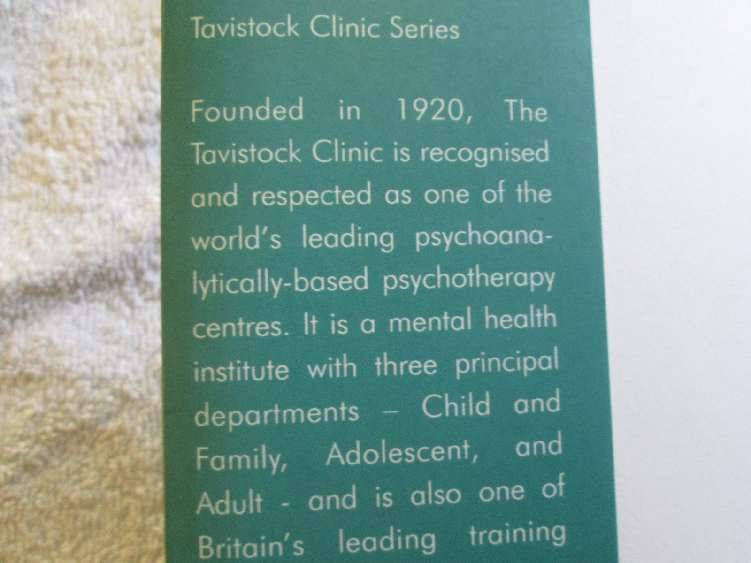 Tavistock Clinic Series
Founded in 1920, The
Tavistock Clinic is recognised
and respected as one of the
world's leading psychoana-
lytically-based psychotherapy
centres. It is a mental health
institute with three principal
departments – Child and
Family, Adolescent, and
Adult - and is also one of
Britain's leading training